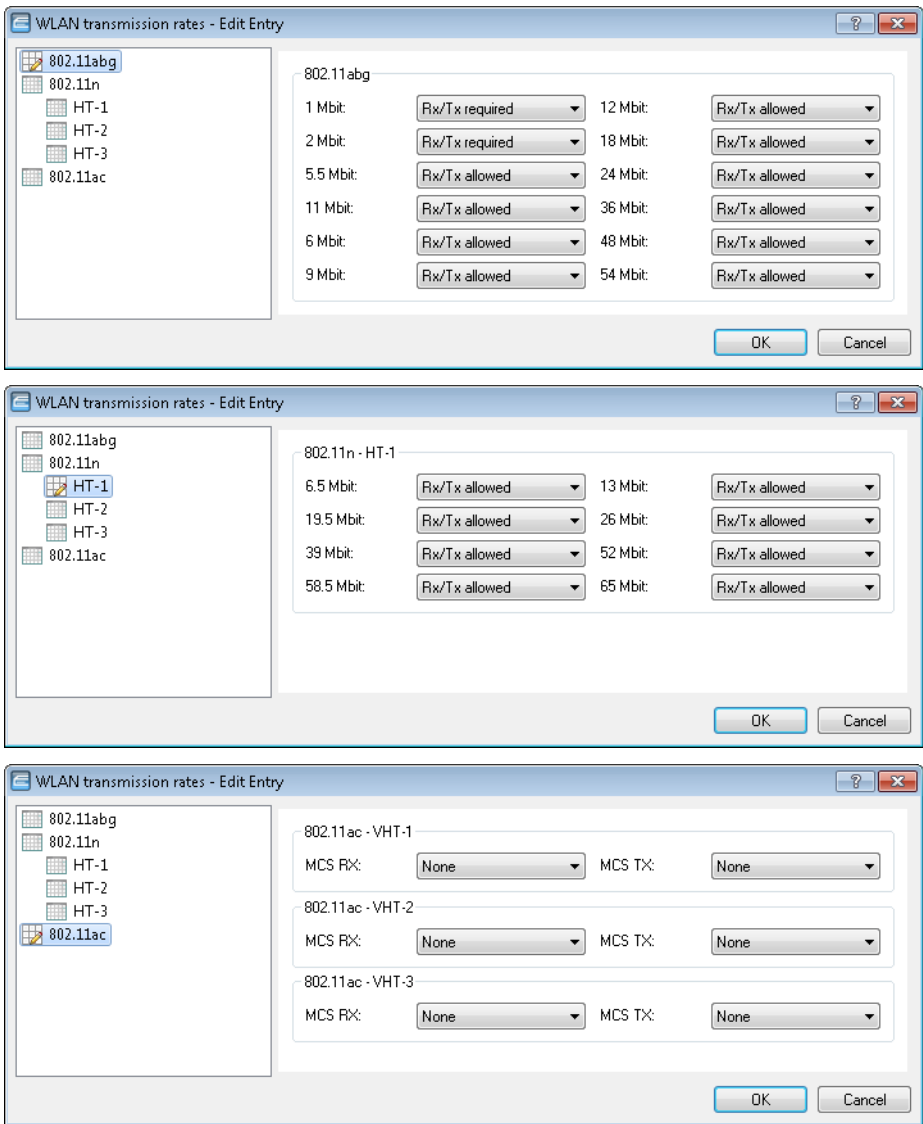 WLAN transmission rates - Edit Entry
802.11abg
802.11n
HT-1
HT-2
HT-3
802.11ac
802.11abg
1 Mbit: Rx/Tx required 12 Mbit: Rx/Tx allowed
2 Mbit: Rx/Tx required 18 Mbit: Rx/Tx allowed
5.5 Mbit: Rx/Tx allowed 24 Mbit: Rx/Tx allowed
11 Mbit: Rx/Tx allowed 36 Mbit: Rx/Tx allowed
6 Mbit: Rx/Tx allowed 48 Mbit: Rx/Tx allowed
9 Mbit: Rx/Tx allowed 54 Mbit: Rx/Tx allowed
OK Cancel
WLAN transmission rates - Edit Entry
802.11abg
802.11n
HT-1
HT-2
HT-3
802.11ac
802.11n - HT-1
6.5 Mbit: Rx/Tx allowed 13 Mbit: Rx/Tx allowed
19.5 Mbit: Rx/Tx allowed 26 Mbit: Rx/Tx allowed
39 Mbit: Rx/Tx allowed 52 Mbit: Rx/Tx allowed
58.5 Mbit: Rx/Tx allowed 65 Mbit: Rx/Tx allowed
OK Cancel
WLAN transmission rates - Edit Entry
802.11abg
802.11n
HT-1
HT-2
HT-3
802.11ac
802.11ac - VHT-1
MCS RX: None MCS TX: None
802.11ac - VHT-2
MCS RX: None MCS TX: None
802.11ac - VHT-3
MCS RX: None MCS TX: None
OK Cancel